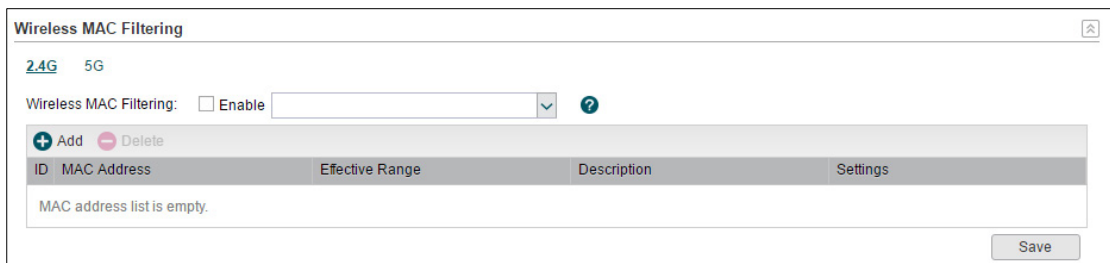 Wireless MAC Filtering
2.4G 5G
Wireless MAC Filtering: Enable ?
Add Delete
ID MAC Address Effective Range Description Settings
MAC address list is empty.
Save